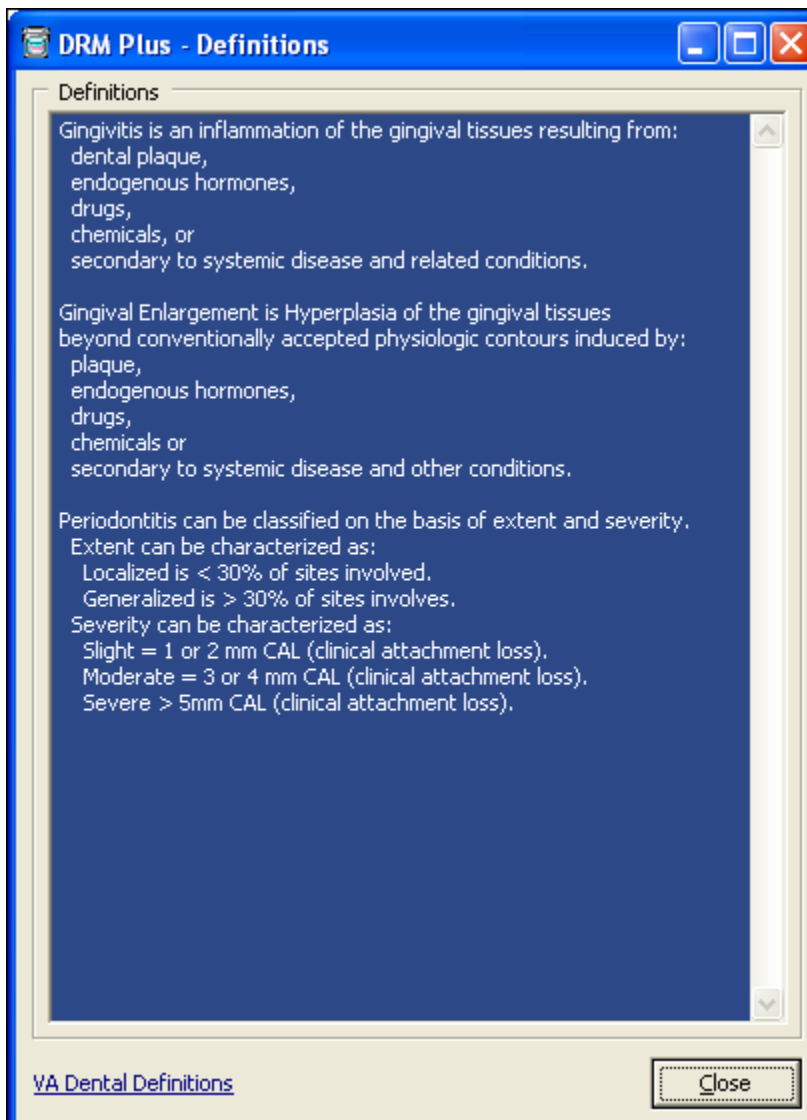 DRM Plus - Definitions
Definitions
Gingivitis is an inflammation of the gingival tissues resulting from:
dental plaque,
endogenous hormones,
drugs,
chemicals, or
secondary to systemic disease and related conditions.
Gingival Enlargement is Hyperplasia of the gingival tissues
beyond conventionally accepted physiologic contours induced by:
plaque,
endogenous hormones,
drugs,
chemicals or
secondary to systemic disease and other conditions.
Periodontitis can be classified on the basis of extent and severity.
Extent can be characterized as:
Localized is < 30% of sites involved.
Generalized is > 30% of sites involves.
Severity can be characterized as:
Slight = 1 or 2 mm CAL (clinical attachment loss).
Moderate = 3 or 4 mm CAL (clinical attachment loss).
Severe > 5mm CAL (clinical attachment loss).
VA Dental Definitions
Close